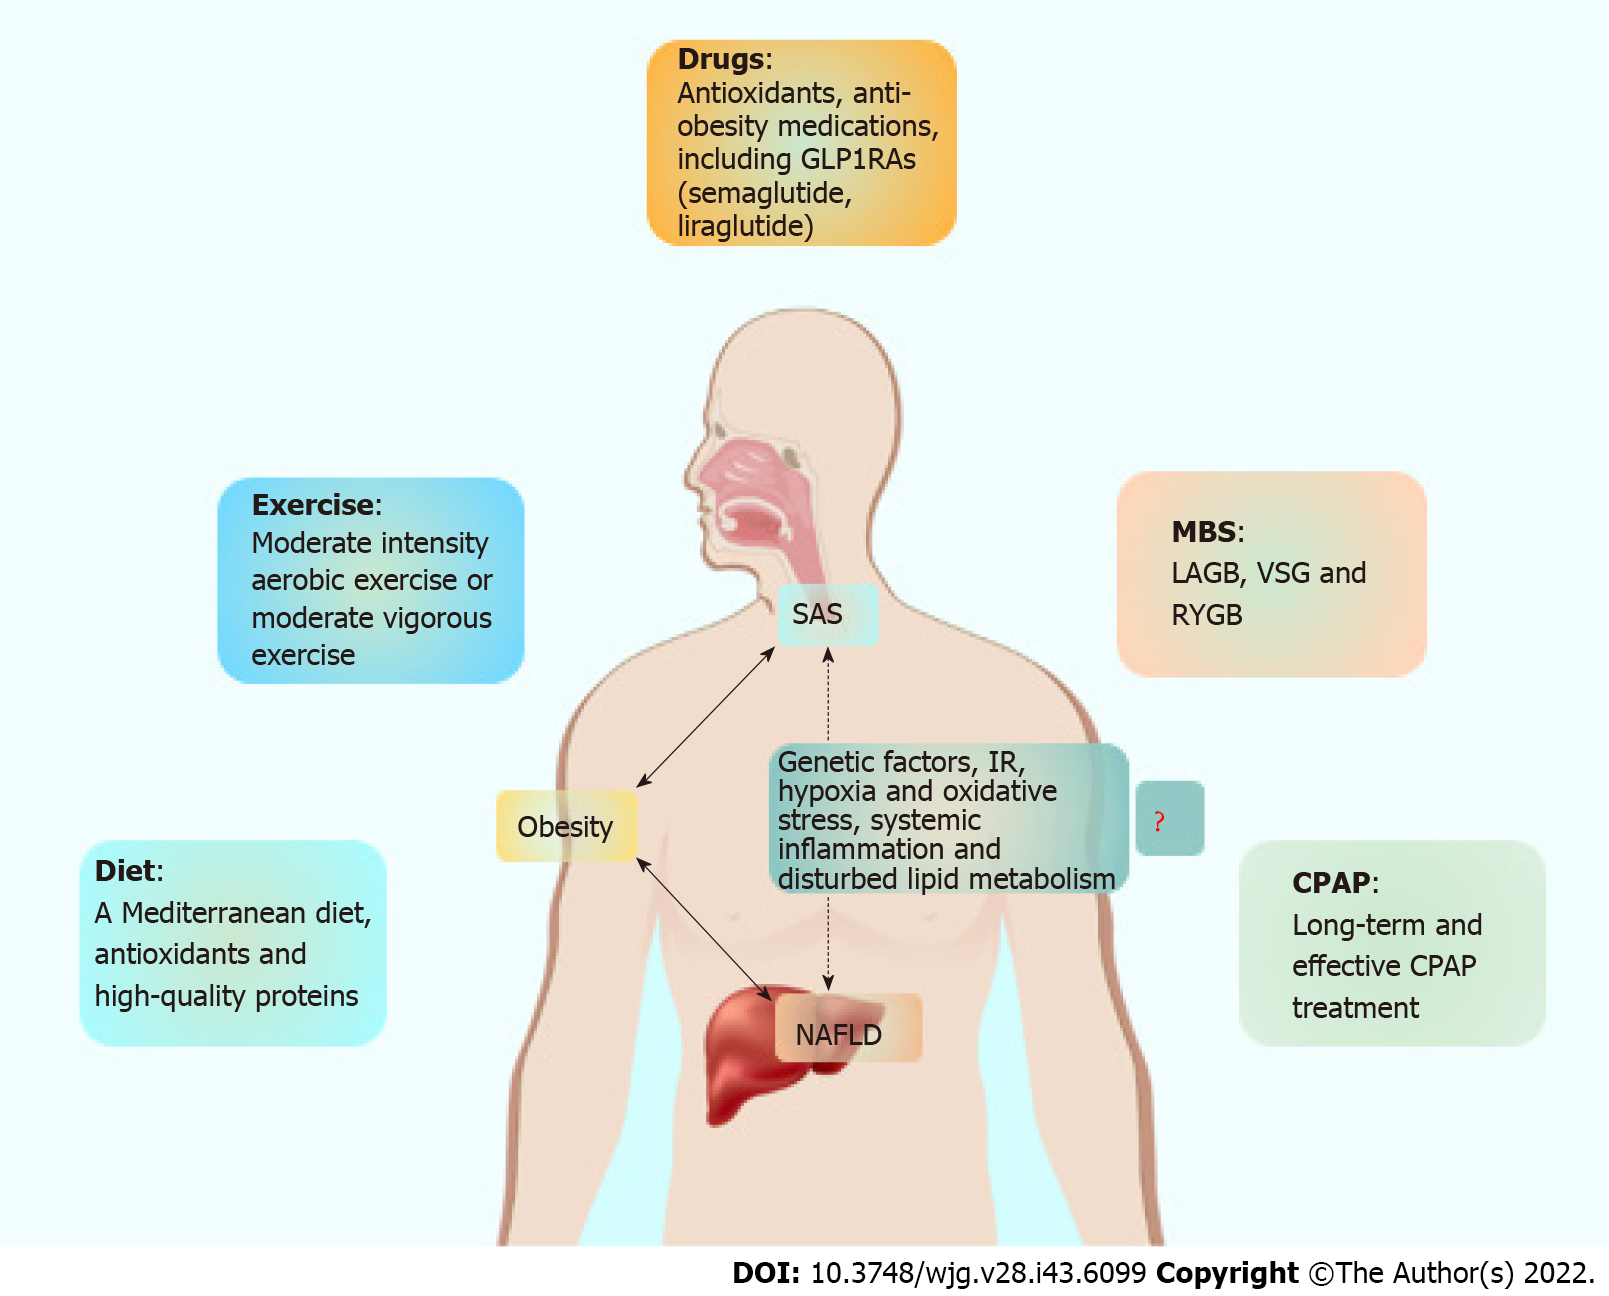 Drugs:
Antioxidants, anti-
obesity medications,
including GLP1RAs
(semaglutide,
liraglutide)
Exercise:
Moderate intensity
aerobic exercise or
moderate vigorous
exercise
MBS:
LAGB, VSG and
RYGB
SAS
Genetic factors, IR,
hypoxia and oxidative
stress, systemic
inflammation and
disturbed lipid metabolism
?
Obesity
Diet:
A Mediterranean diet,
antioxidants and
high-quality proteins
CPAP:
Long-term and
effective CPAP
treatment
NAFLD
DOI: 10.3748/wjg.v28.i43.6099 Copyright ©The Author(s) 2022.